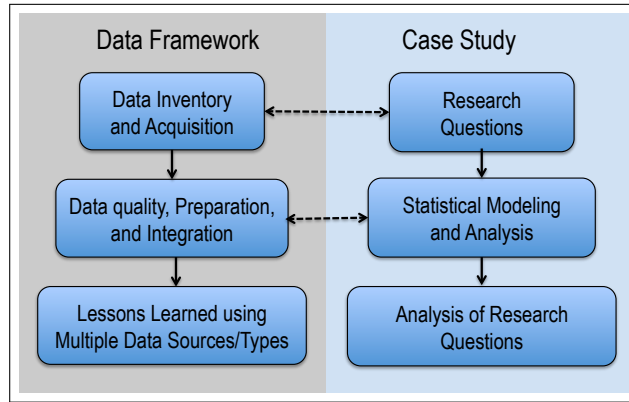 Data Framework
Data Inventory
and Acquisition
Data quality, Preparation,
and Integration
Lessons Learned using
Multiple Data Sources/Types
Case Study
Research
Questions
Statistical Modeling
and Analysis
Analysis of Research
Questions